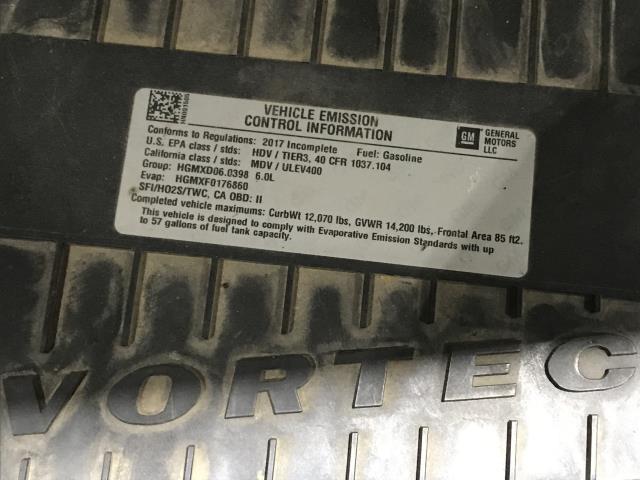 VEHICLE EMISSION
CONTROL INFORMATION
GM
GENERAL
MOTORS
LLC
Conforms to Regulations: 2017 Incomplete Fuel: Gasoline
U.S. EPA class / stds: HDV / TIER3, 40 CFR 1037.104
California class / stds: MDV / ULEV400
Group: HGMXD06.0398 6.0L
Evap: HGMXF0176860
SFI/HO2S/TWC, CA OBD: II
Completed vehicle maximums: CurbWt 12,070 lbs, GVWR 14,200 lbs, Frontal Area 85 ft2.
This vehicle is designed to comply with Evaporative Emission Standards with up
to 57 gallons of fuel tank capacity.
VORTEC